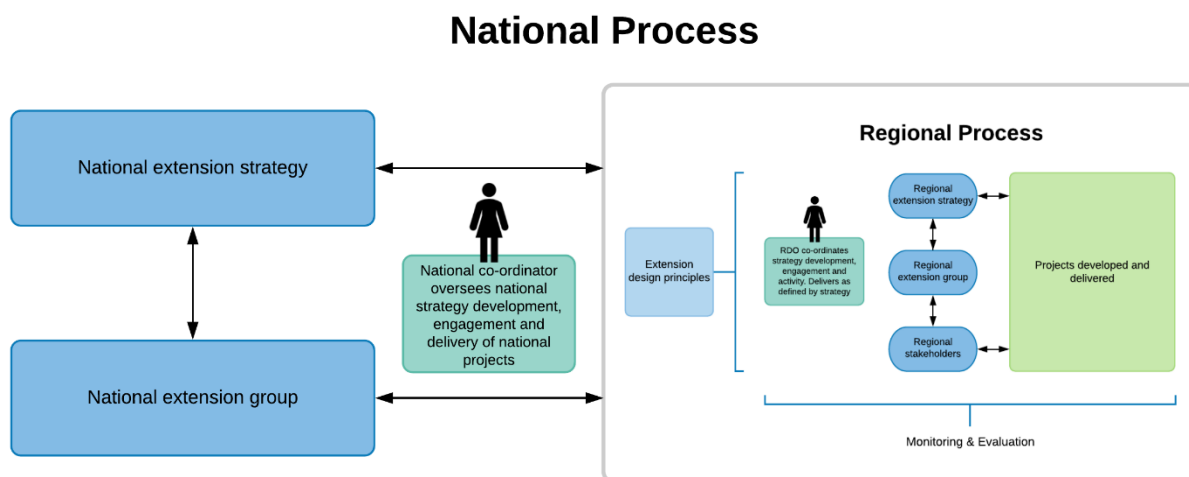 National Process
National extension strategy
National co-ordinator
oversees national
strategy development,
engagement and
delivery of national
projects
National extension group
Regional Process
Extension
design principles
RDO co-ordinates
strategy development,
engagement and
activity. Delivers as
defined by strategy
Regional
extension strategy
Regional
extension group
Regional
stakeholders
Projects developed and
delivered
Monitoring & Evaluation